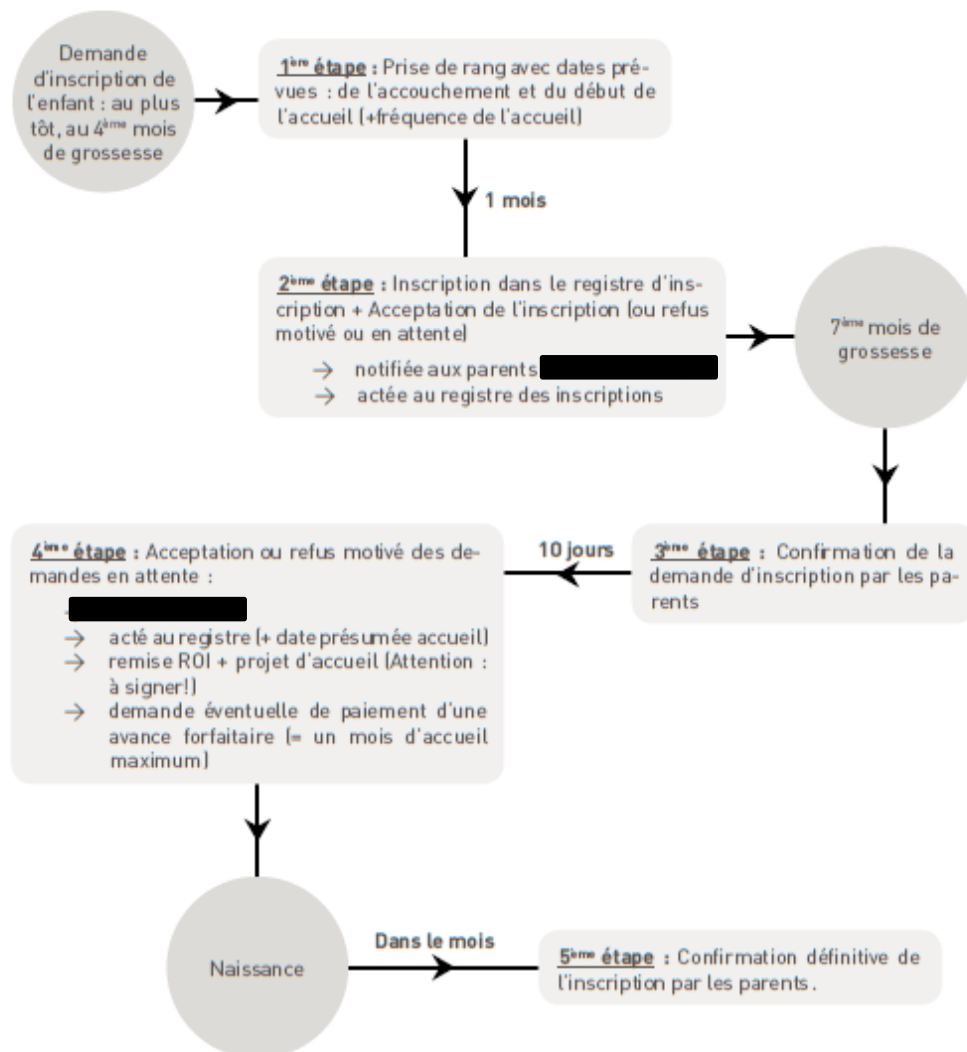 Demande
d'inscription de
l'enfant : au plus
tôt, au 4ème mois
de grossesse
1ère étape : Prise de rang avec dates pré-
vues : de l'accouchement et du début de
l'accueil (+fréquence de l'accueil)
1 mois
2ème étape : Inscription dans le registre d'ins-
cription + Acceptation de l'inscription (ou refus
motivé ou en attente)
→ notifiée aux parents
→ actée au registre des inscriptions
7ème mois de
grossesse
3ème étape : Confirmation de la
demande d'inscription par les pa-
rents
10 jours
4ème étape : Acceptation ou refus motivé des de-
mandes en attente :
→ acté au registre (+ date présumée accueil)
→ remise ROI + projet d'accueil (Attention :
à signer!)
→ demande éventuelle de paiement d'une
avance forfaitaire (= un mois d'accueil
maximum)
Naissance
Dans le mois
5ème étape : Confirmation définitive de
l'inscription par les parents.